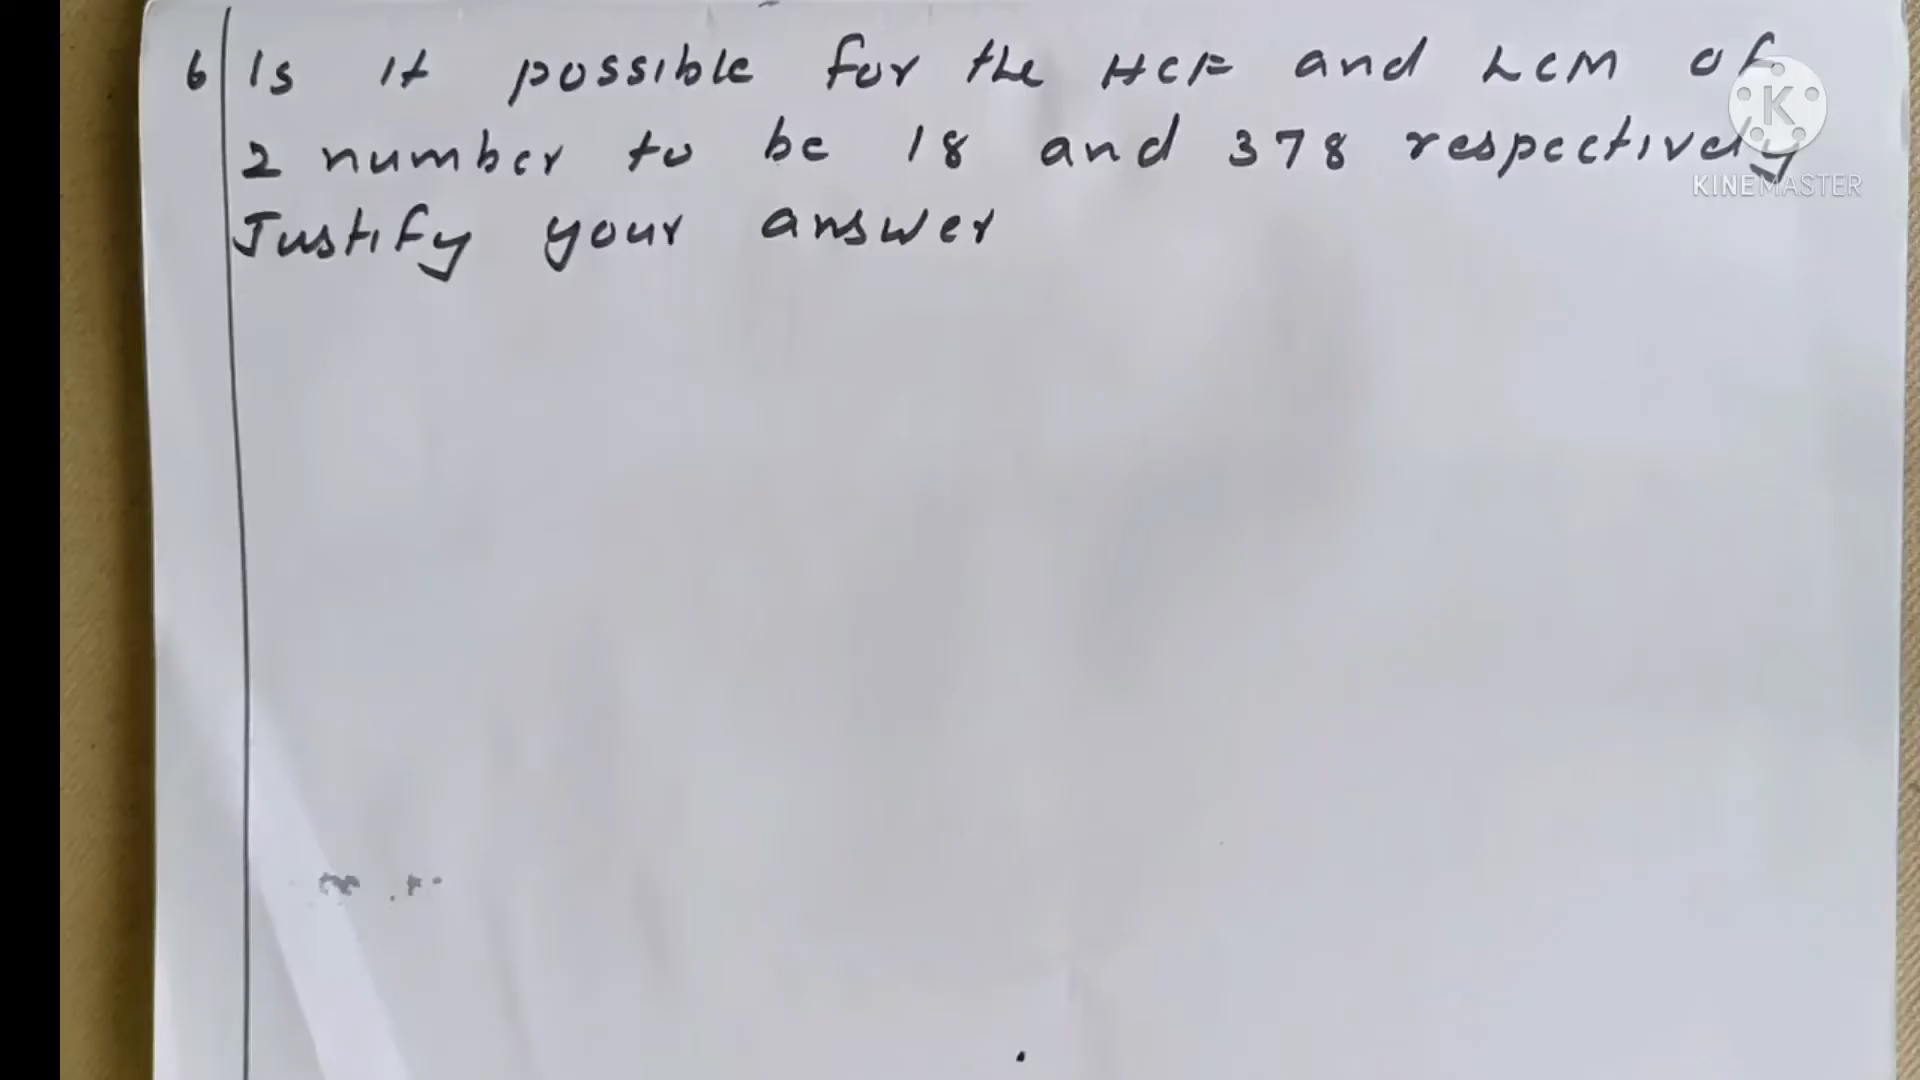 6 Is it possible for the HCF and LCM of
2 number to be 18 and 378 respectively
Justify your answer
K
KINEMASTER